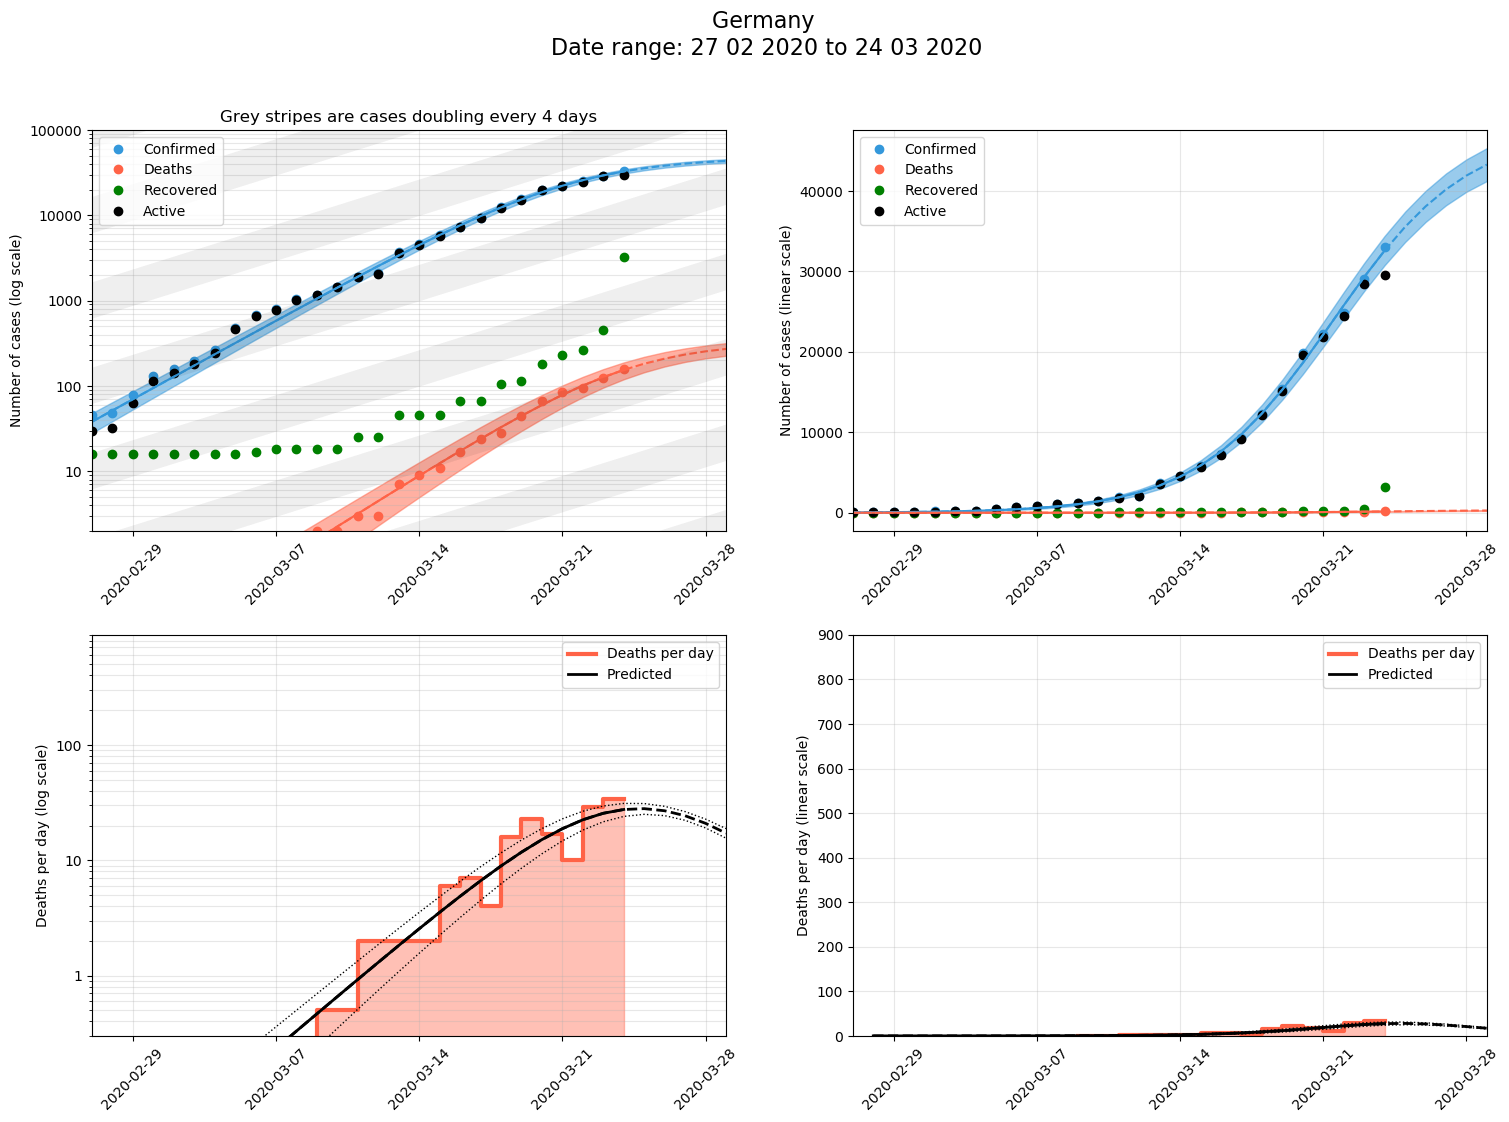 Germany
Date range: 27 02 2020 to 24 03 2020
Grey stripes are cases doubling every 4 days
Number of cases (log scale)
100000
10000
1000
100
10
Confirmed
Deaths
Recovered
Active
2020-02-29
2020-03-07
2020-03-14
2020-03-21
2020-03-28
Number of cases (linear scale)
40000
30000
20000
10000
0
Confirmed
Deaths
Recovered
Active
2020-02-29
2020-03-07
2020-03-14
2020-03-21
2020-03-28
Deaths per day (log scale)
100
10
1
Deaths per day
Predicted
2020-02-29
2020-03-07
2020-03-14
2020-03-21
2020-03-28
Deaths per day (linear scale)
900
800
700
600
500
400
300
200
100
0
Deaths per day
Predicted
2020-02-29
2020-03-07
2020-03-14
2020-03-21
2020-03-28